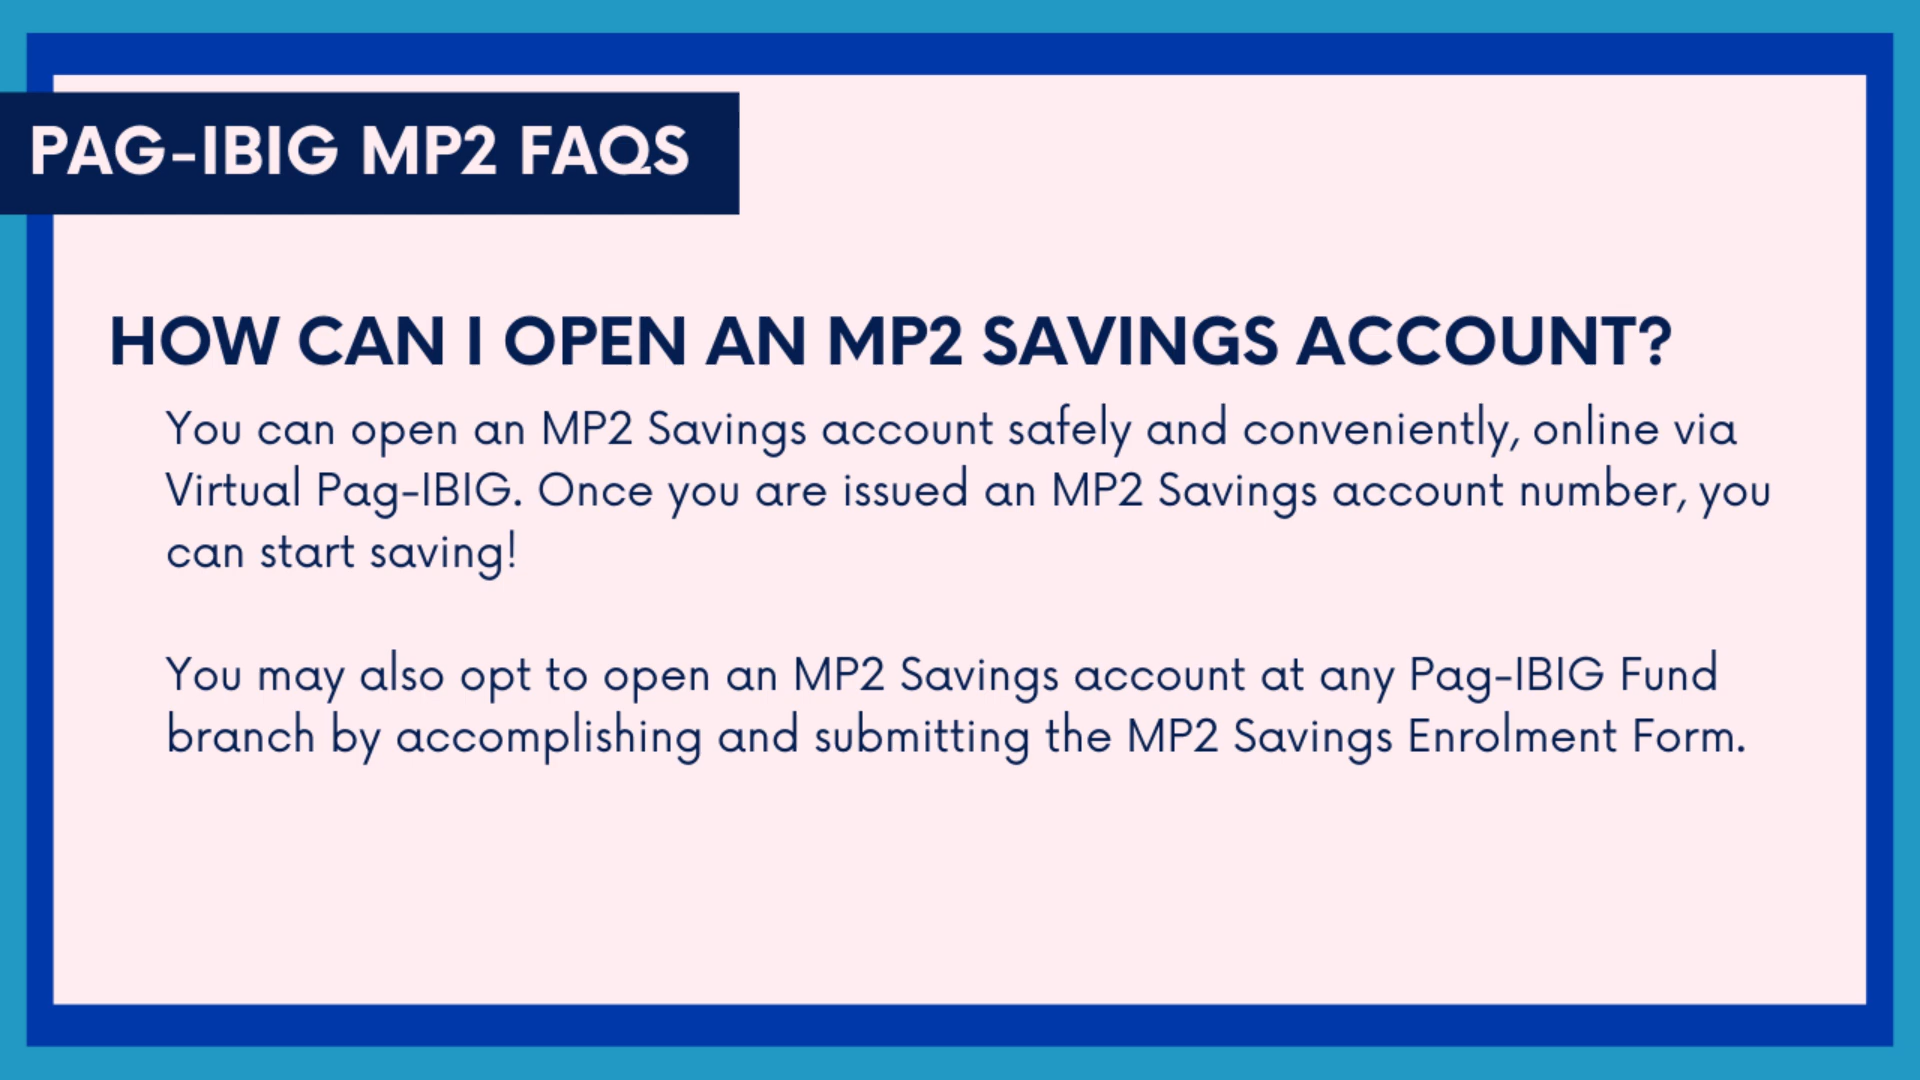 PAG-IBIG MP2 FAQS
HOW CAN I OPEN AN MP2 SAVINGS ACCOUNT?
You can open an MP2 Savings account safely and conveniently, online via
Virtual Pag-IBIG. Once you are issued an MP2 Savings account number, you
can start saving!
You may also opt to open an MP2 Savings account at any Pag-IBIG Fund
branch by accomplishing and submitting the MP2 Savings Enrolment Form.